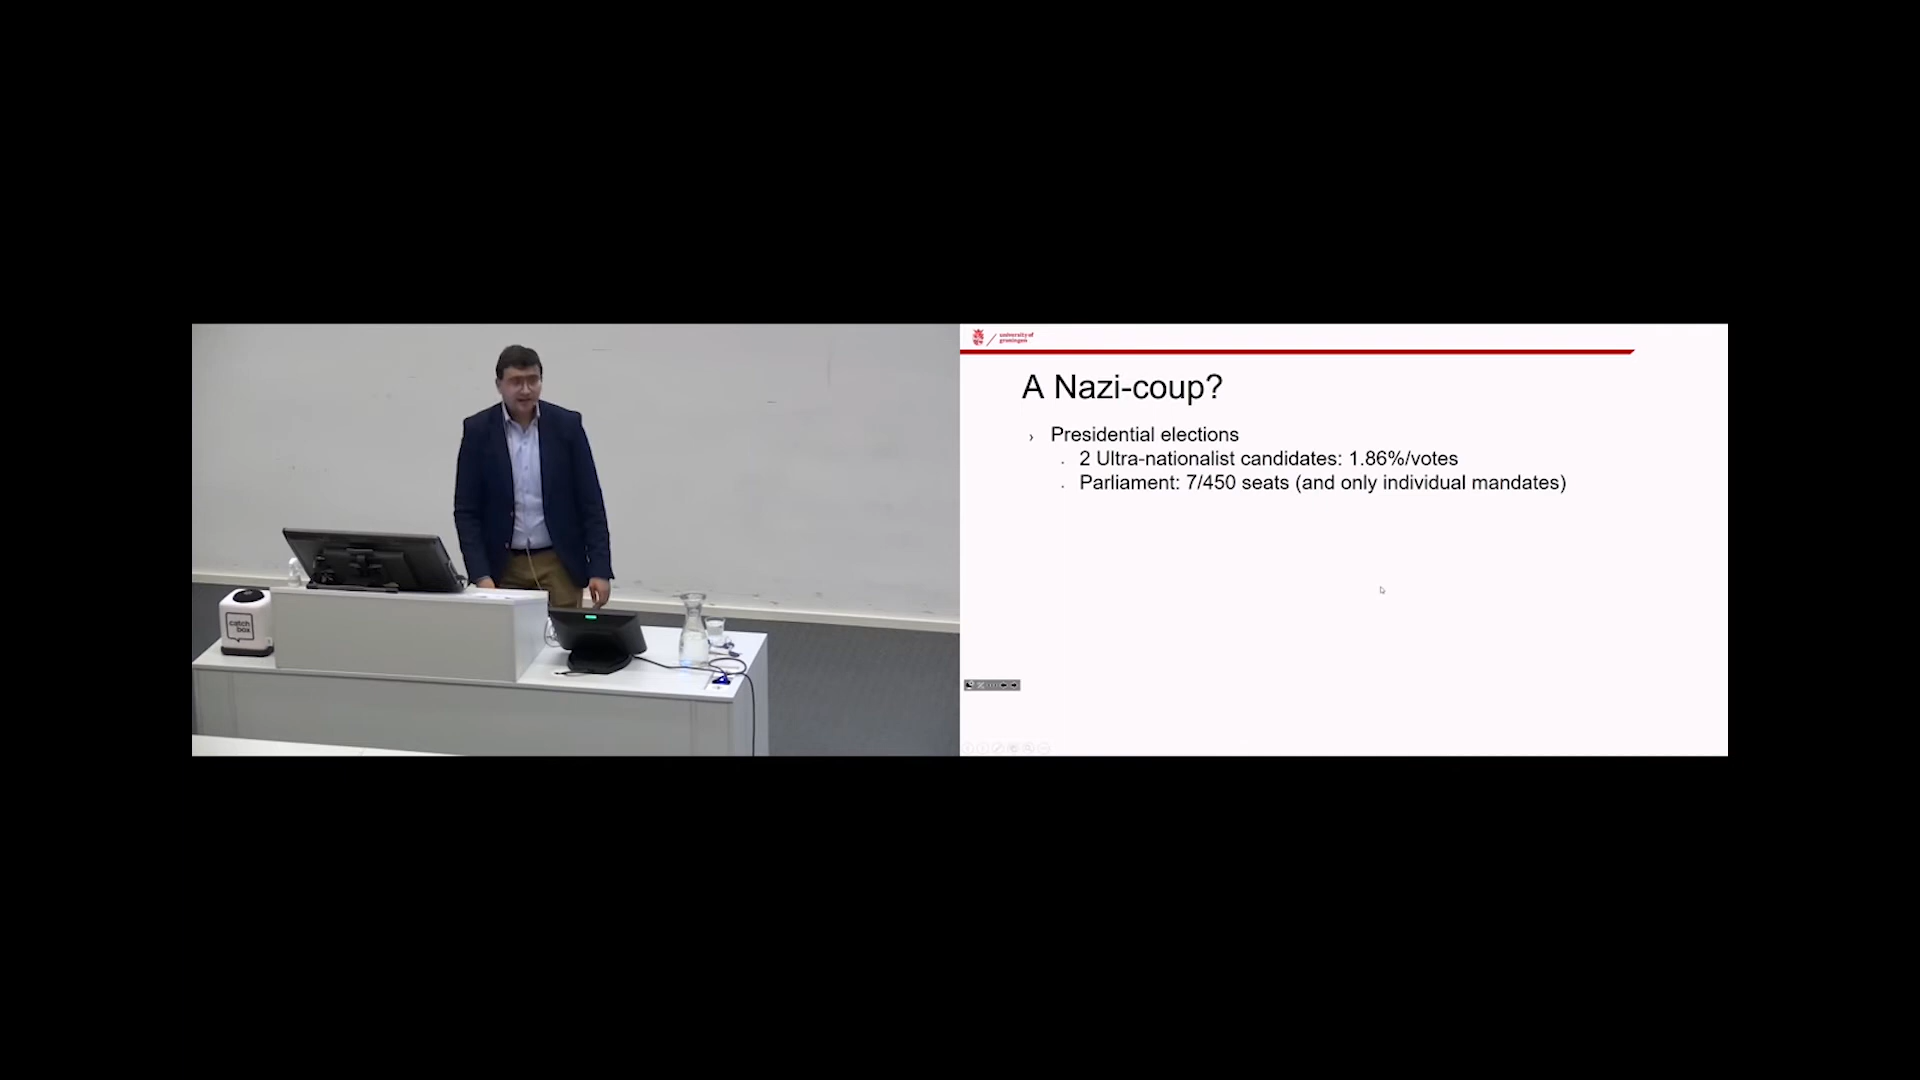 catch
box
university of
groningen
A Nazi-coup?
› Presidential elections
· 2 Ultra-nationalist candidates: 1.86%/votes
· Parliament: 7/450 seats (and only individual mandates)